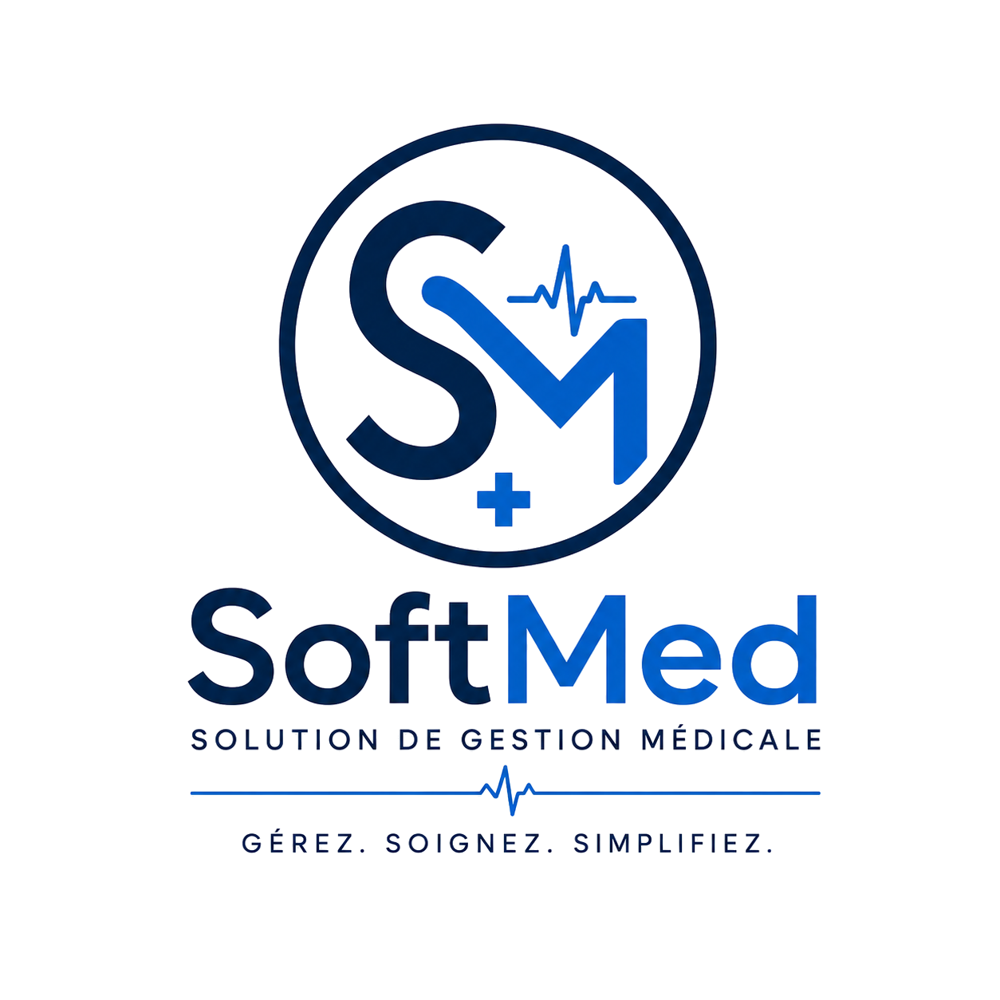 SM
SoftMed
SOLUTION DE GESTION MÉDICALE
GÉREZ. SOIGNEZ. SIMPLIFIEZ.